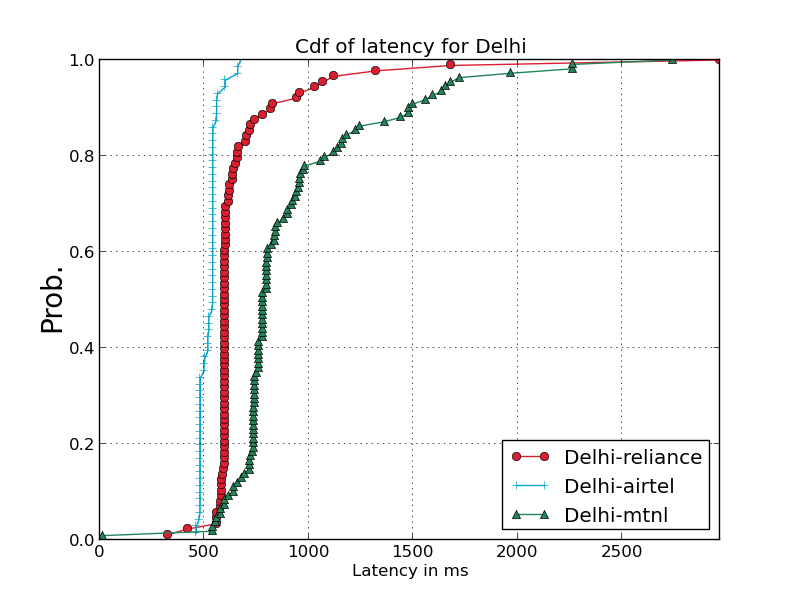 Cdf of latency for Delhi
1.0
0.8
0.6
0.4
0.2
0.0
Prob.
0
500
1000
1500
2000
2500
Latency in ms
Delhi-reliance
Delhi-airtel
Delhi-mtnl